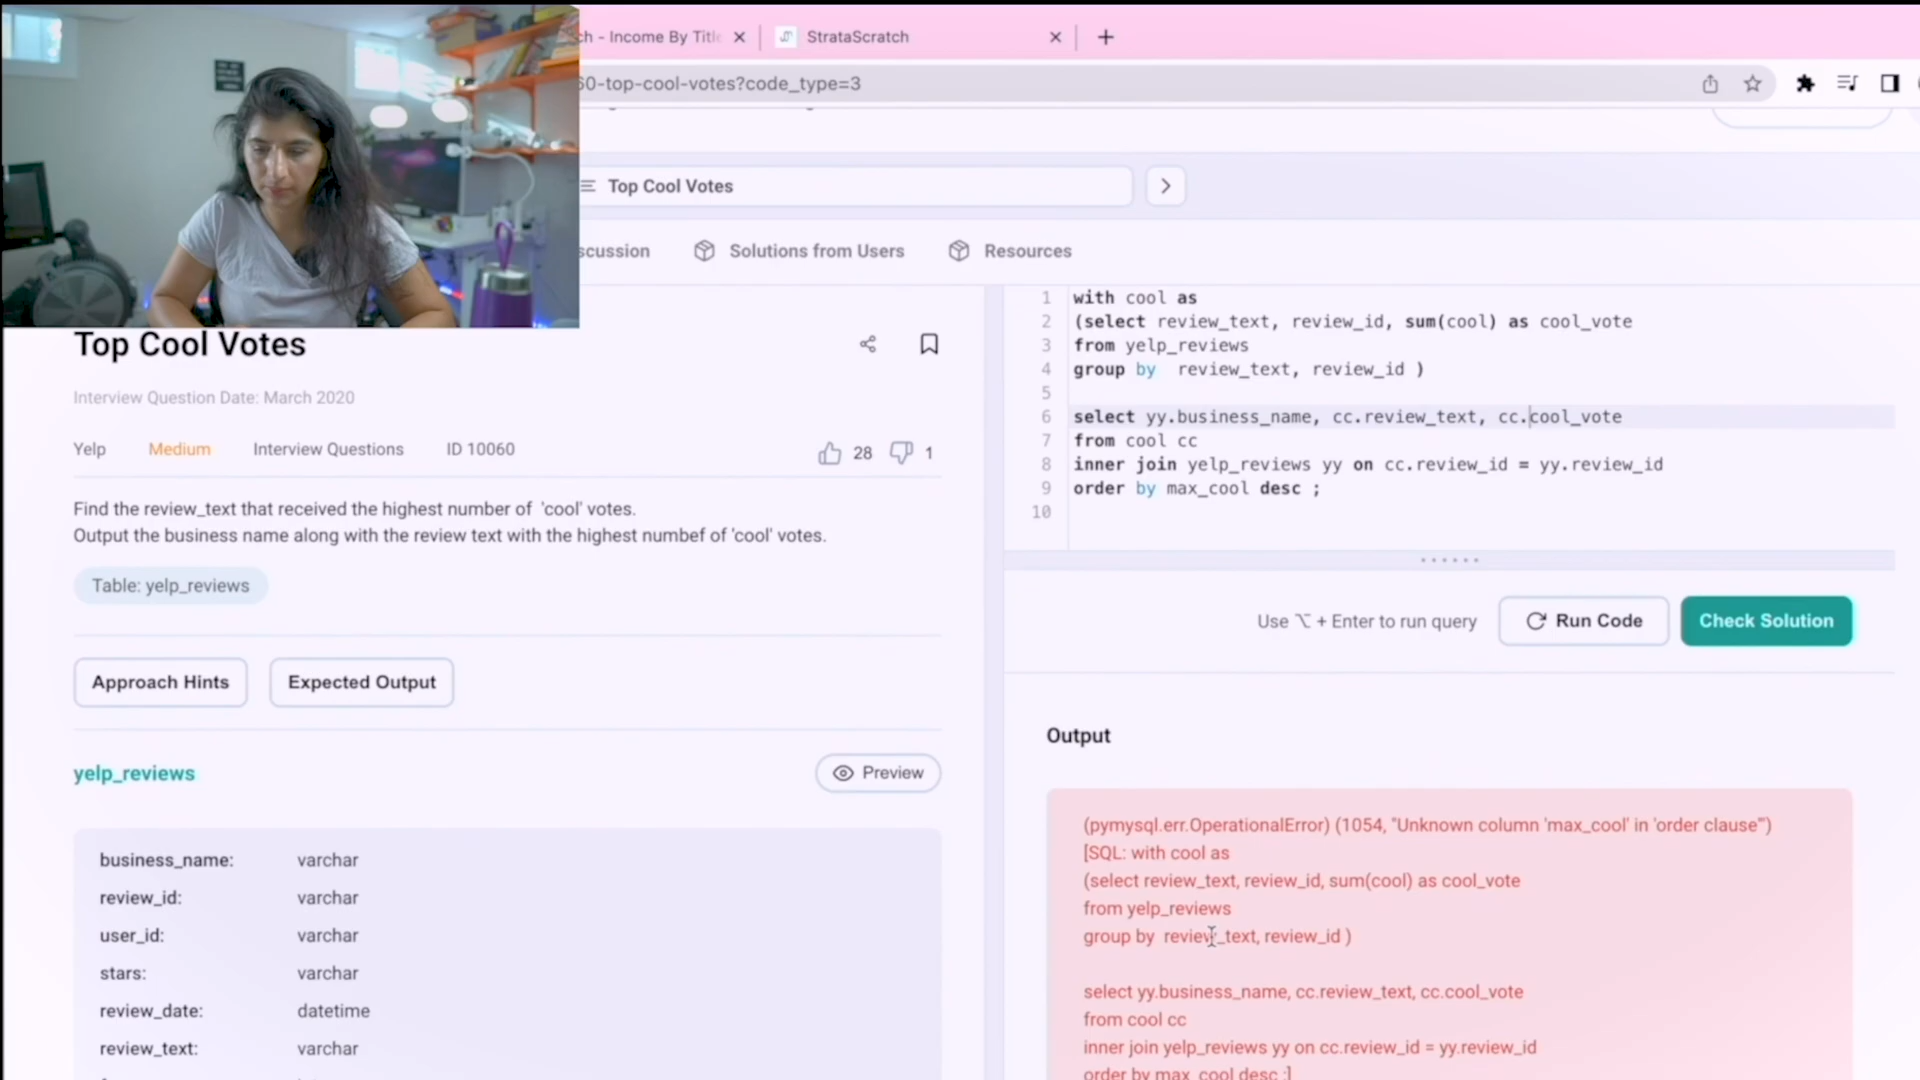 ch - Income By Title
StrataScratch
60-top-cool-votes?code_type=3
Top Cool Votes
scussion
Solutions from Users
Resources
Top Cool Votes
Interview Question Date: March 2020
Yelp
Medium
Interview Questions
ID 10060
28
1
Find the review_text that received the highest number of 'cool' votes.
Output the business name along with the review text with the highest numbef of 'cool' votes.
Table: yelp_reviews
Approach Hints
Expected Output
yelp_reviews
Preview
business_name: varchar
review_id: varchar
user_id: varchar
stars: varchar
review_date: datetime
review_text: varchar
1 with cool as
2 (select review_text, review_id, sum(cool) as cool_vote
3 from yelp_reviews
4 group by  review_text, review_id )
5
6 select yy.business_name, cc.review_text, cc.cool_vote
7 from cool cc
8 inner join yelp_reviews yy on cc.review_id = yy.review_id
9 order by max_cool desc ;
10
Use ⌥ + Enter to run query
Run Code
Check Solution
Output
(pymysql.err.OperationalError) (1054, "Unknown column 'max_cool' in 'order clause'")
[SQL: with cool as
(select review_text, review_id, sum(cool) as cool_vote
from yelp_reviews
group by  review_text, review_id )
select yy.business_name, cc.review_text, cc.cool_vote
from cool cc
inner join yelp_reviews yy on cc.review_id = yy.review_id
order by max_cool desc ;]